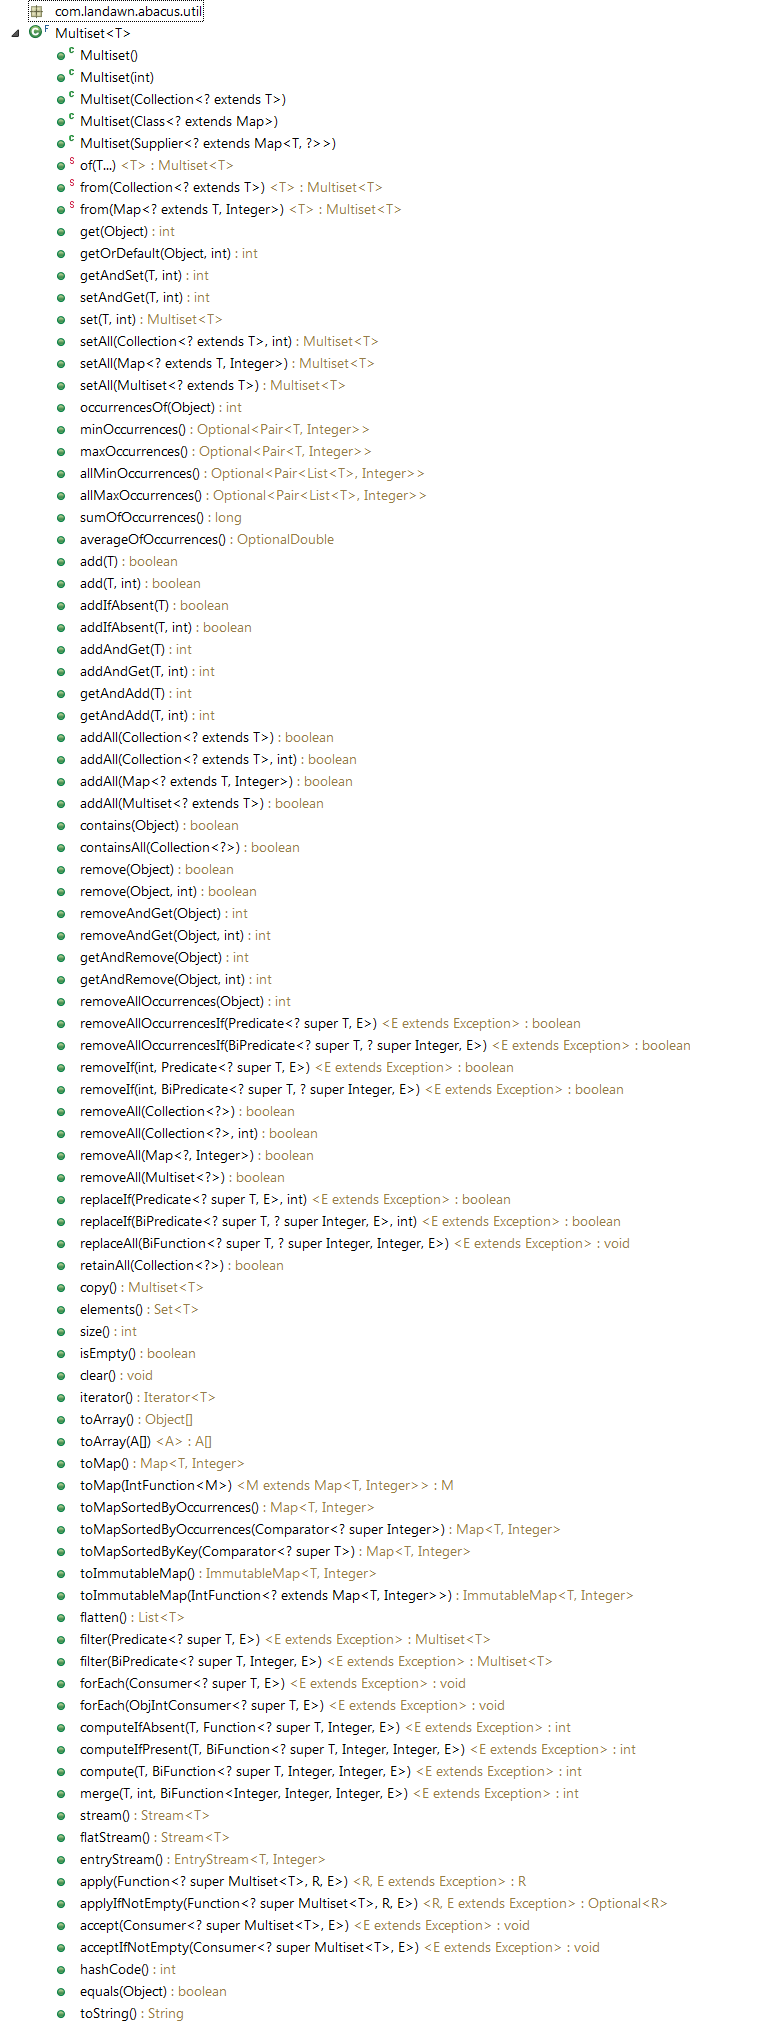 com.landawn.abacus.util
Multiset<T>
Multiset()
Multiset(int)
Multiset(Collection<? extends T>)
Multiset(Class<? extends Map>)
Multiset(Supplier<? extends Map<T, ?>>)
of(T...) <T> : Multiset<T>
from(Collection<? extends T>) <T> : Multiset<T>
from(Map<? extends T, Integer>) <T> : Multiset<T>
get(Object) : int
getOrDefault(Object, int) : int
getAndSet(T, int) : int
setAndGet(T, int) : int
set(T, int) : Multiset<T>
setAll(Collection<? extends T>, int) : Multiset<T>
setAll(Map<? extends T, Integer>) : Multiset<T>
setAll(Multiset<? extends T>) : Multiset<T>
occurrencesOf(Object) : int
minOccurrences() : Optional<Pair<T, Integer>>
maxOccurrences() : Optional<Pair<T, Integer>>
allMinOccurrences() : Optional<Pair<List<T>, Integer>>
allMaxOccurrences() : Optional<Pair<List<T>, Integer>>
sumOfOccurrences() : long
averageOfOccurrences() : OptionalDouble
add(T) : boolean
add(T, int) : boolean
addIfAbsent(T) : boolean
addIfAbsent(T, int) : boolean
addAndGet(T) : int
addAndGet(T, int) : int
getAndAdd(T) : int
getAndAdd(T, int) : int
addAll(Collection<? extends T>) : boolean
addAll(Collection<? extends T>, int) : boolean
addAll(Map<? extends T, Integer>) : boolean
addAll(Multiset<? extends T>) : boolean
contains(Object) : boolean
containsAll(Collection<?>) : boolean
remove(Object) : boolean
remove(Object, int) : boolean
removeAndGet(Object) : int
removeAndGet(Object, int) : int
getAndRemove(Object) : int
getAndRemove(Object, int) : int
removeAllOccurrences(Object) : int
removeAllOccurrencesIf(Predicate<? super T, E>) <E extends Exception> : boolean
removeAllOccurrencesIf(BiPredicate<? super T, ? super Integer, E>) <E extends Exception> : boolean
removeIf(int, Predicate<? super T, E>) <E extends Exception> : boolean
removeIf(int, BiPredicate<? super T, ? super Integer, E>) <E extends Exception> : boolean
removeAll(Collection<?>) : boolean
removeAll(Collection<?>, int) : boolean
removeAll(Map<?, Integer>) : boolean
removeAll(Multiset<?>) : boolean
replaceIf(Predicate<? super T, E>, int) <E extends Exception> : boolean
replaceIf(BiPredicate<? super T, ? super Integer, E>, int) <E extends Exception> : boolean
replaceAll(BiFunction<? super T, ? super Integer, Integer, E>) <E extends Exception> : void
retainAll(Collection<?>) : boolean
copy() : Multiset<T>
elements() : Set<T>
size() : int
isEmpty() : boolean
clear() : void
iterator() : Iterator<T>
toArray() : Object[]
toArray(A[]) <A> : A[]
toMap() : Map<T, Integer>
toMap(IntFunction<M>) <M extends Map<T, Integer>> : M
toMapSortedByOccurrences() : Map<T, Integer>
toMapSortedByOccurrences(Comparator<? super Integer>) : Map<T, Integer>
toMapSortedByKey(Comparator<? super T>) : Map<T, Integer>
toImmutableMap() : ImmutableMap<T, Integer>
toImmutableMap(IntFunction<? extends Map<T, Integer>>) : ImmutableMap<T, Integer>
flatten() : List<T>
filter(Predicate<? super T, E>) <E extends Exception> : Multiset<T>
filter(BiPredicate<? super T, Integer, E>) <E extends Exception> : Multiset<T>
forEach(Consumer<? super T, E>) <E extends Exception> : void
forEach(ObjIntConsumer<? super T, E>) <E extends Exception> : void
computeIfAbsent(T, Function<? super T, Integer, E>) <E extends Exception> : int
computeIfPresent(T, BiFunction<? super T, Integer, Integer, E>) <E extends Exception> : int
compute(T, BiFunction<? super T, Integer, Integer, E>) <E extends Exception> : int
merge(T, int, BiFunction<Integer, Integer, Integer, E>) <E extends Exception> : int
stream() : Stream<T>
flatStream() : Stream<T>
entryStream() : EntryStream<T, Integer>
apply(Function<? super Multiset<T>, R, E>) <R, E extends Exception> : R
applyIfNotEmpty(Function<? super Multiset<T>, R, E>) <R, E extends Exception> : Optional<R>
accept(Consumer<? super Multiset<T>, E>) <E extends Exception> : void
acceptIfNotEmpty(Consumer<? super Multiset<T>, E>) <E extends Exception> : void
hashCode() : int
equals(Object) : boolean
toString() : String